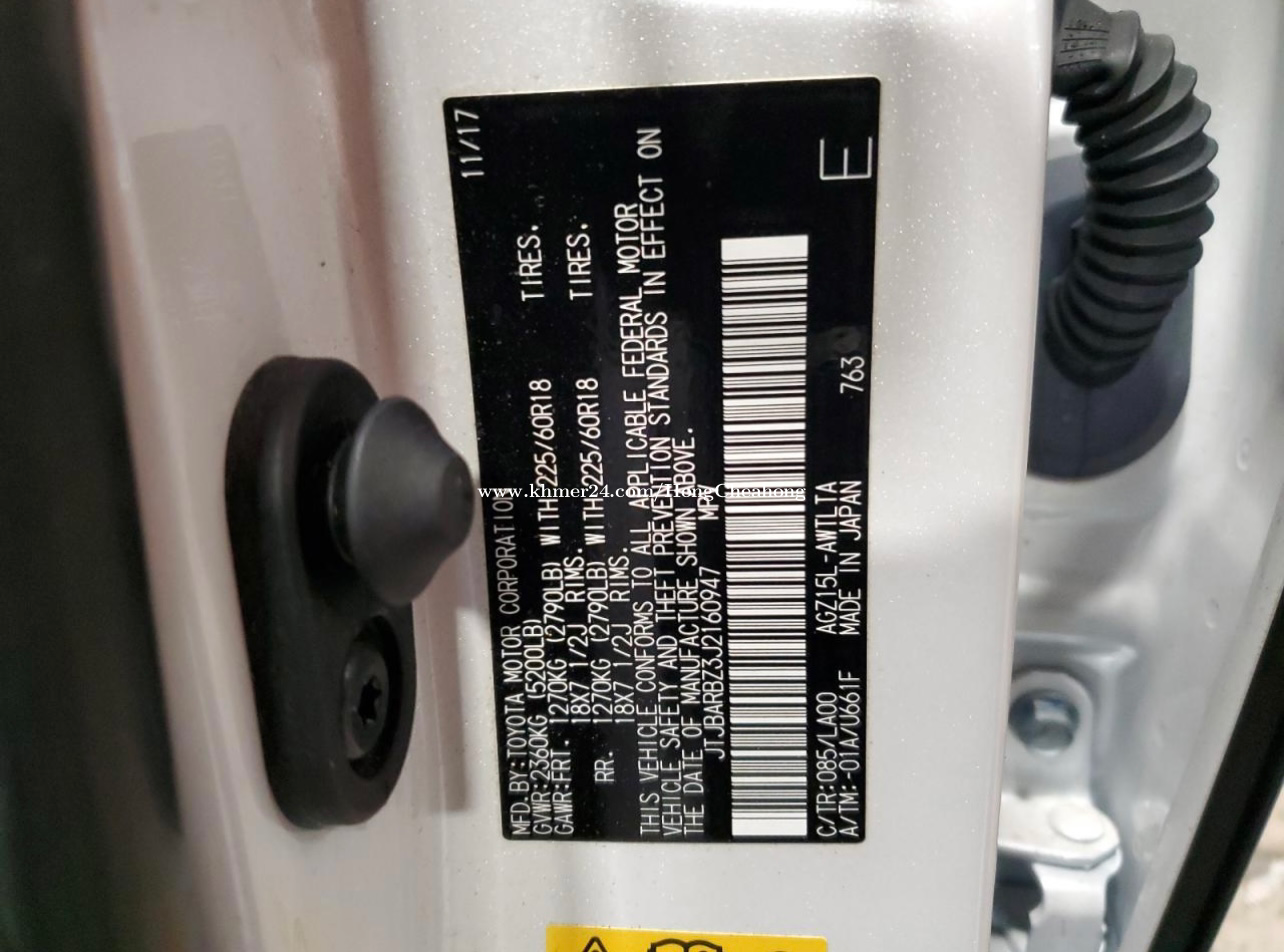 MFD. BY: TOYOTA MOTOR CORPORATION 11/17
GVWR: 2360KG (5200LB)
GAWR: FRT. 1270KG (2790LB) WITH 225/60R18 TIRES.
18X7 1/2J RIMS.
RR. 1270KG (2790LB) WITH 225/60R18 TIRES.
18X7 1/2J RIMS.
THIS VEHICLE CONFORMS TO ALL APPLICABLE FEDERAL MOTOR
VEHICLE SAFETY AND THEFT PREVENTION STANDARDS IN EFFECT ON
THE DATE OF MANUFACTURE SHOWN ABOVE.
JTJBARBZ3J2160947 MPV
C/TR: 085/LA00 AGZ15L-AWTLTA
A/TM: -01A/U661F MADE IN JAPAN 763 E
www.khmer24.com/HongCheahong